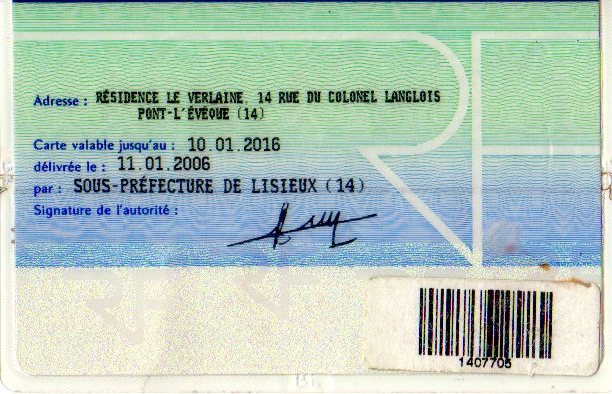 Adresse : RÉSIDENCE LE VERLAINE, 14 RUE DU COLONEL LANGLOIS
PONT-L'ÉVÊQUE (14)
Carte valable jusqu'au : 10.01.2016
délivrée le : 11.01.2006
par : SOUS-PRÉFECTURE DE LISIEUX (14)
Signature de l'autorité :
RF
1407705